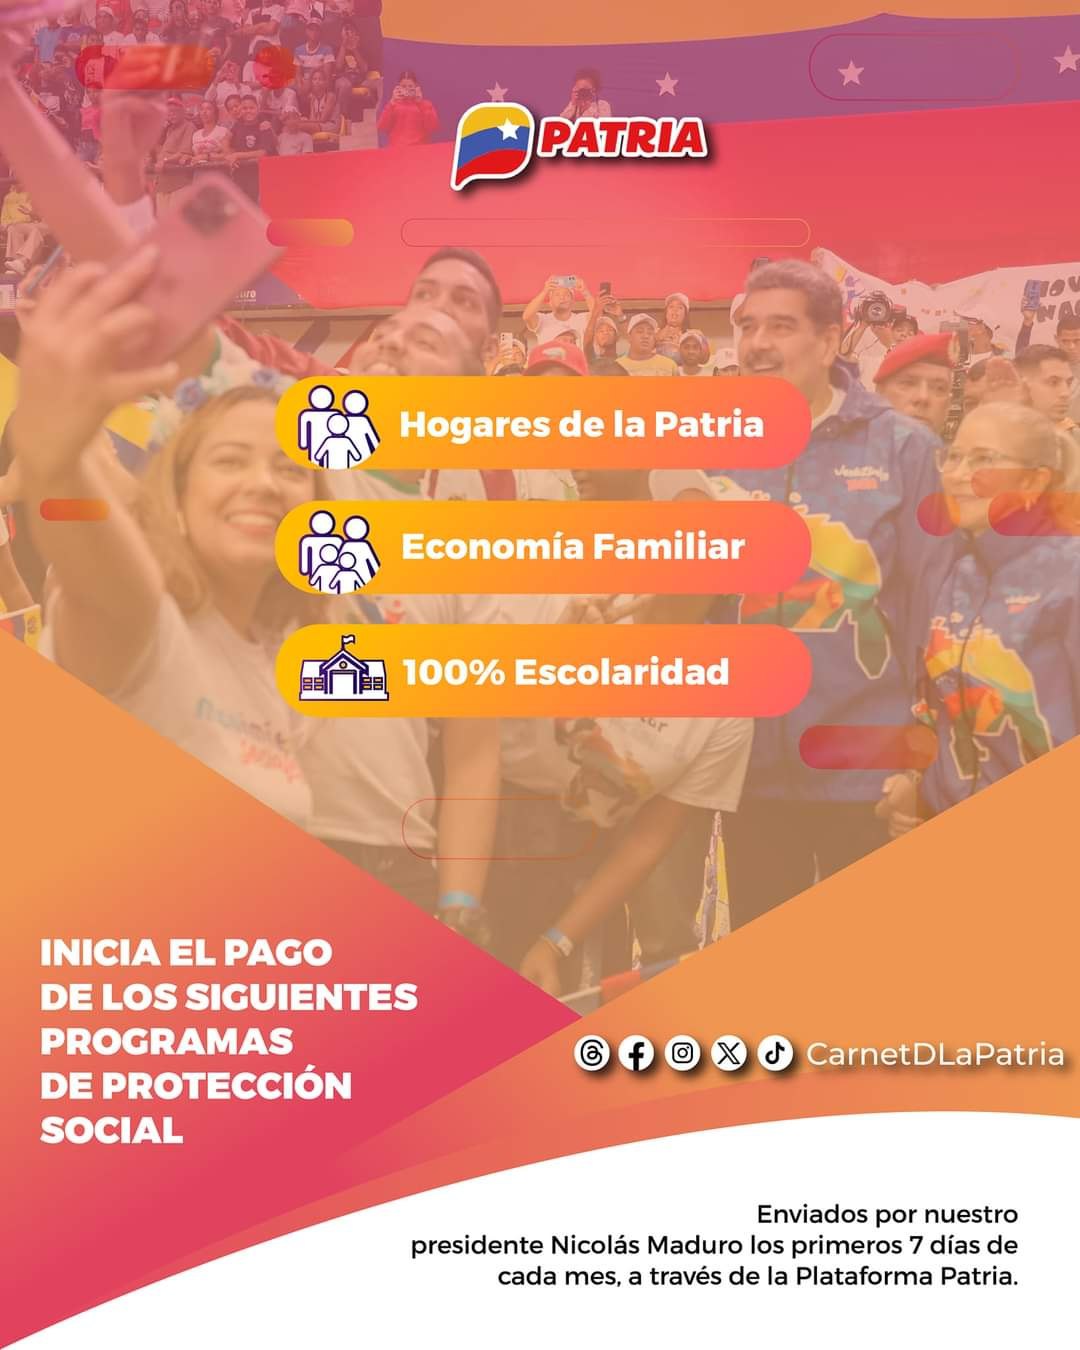 PATRIA
Hogares de la Patria
Economía Familiar
100% Escolaridad
INICIA EL PAGO
DE LOS SIGUIENTES
PROGRAMAS
DE PROTECCIÓN
SOCIAL
CarnetDLaPatria
Enviados por nuestro
presidente Nicolás Maduro los primeros 7 días de
cada mes, a través de la Plataforma Patria.